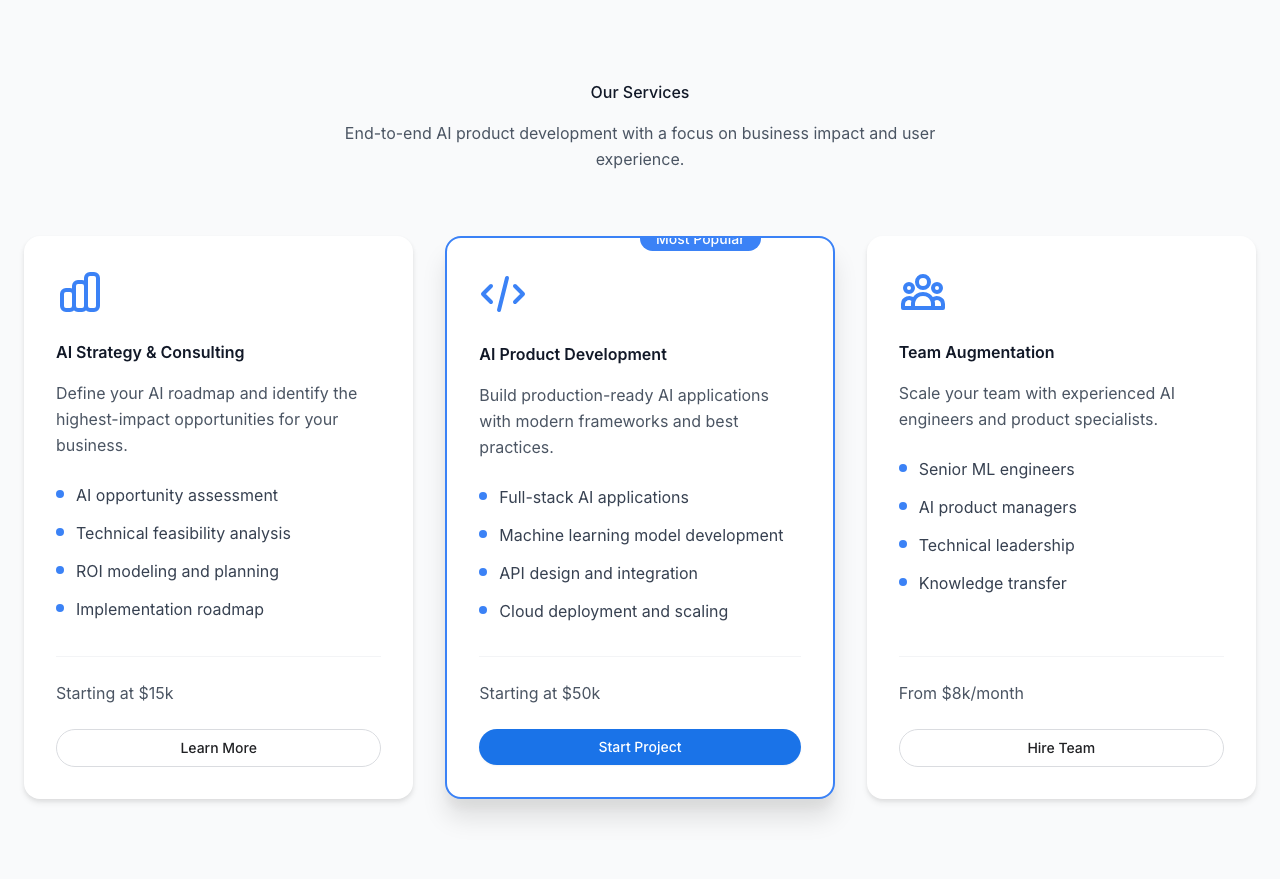 Our Services
End-to-end AI product development with a focus on business impact and user
experience.
AI Strategy & Consulting
Define your AI roadmap and identify the
highest-impact opportunities for your
business.
AI opportunity assessment
Technical feasibility analysis
ROI modeling and planning
Implementation roadmap
Starting at $15k
Learn More
Most Popular
AI Product Development
Build production-ready AI applications
with modern frameworks and best
practices.
Full-stack AI applications
Machine learning model development
API design and integration
Cloud deployment and scaling
Starting at $50k
Start Project
Team Augmentation
Scale your team with experienced AI
engineers and product specialists.
Senior ML engineers
AI product managers
Technical leadership
Knowledge transfer
From $8k/month
Hire Team